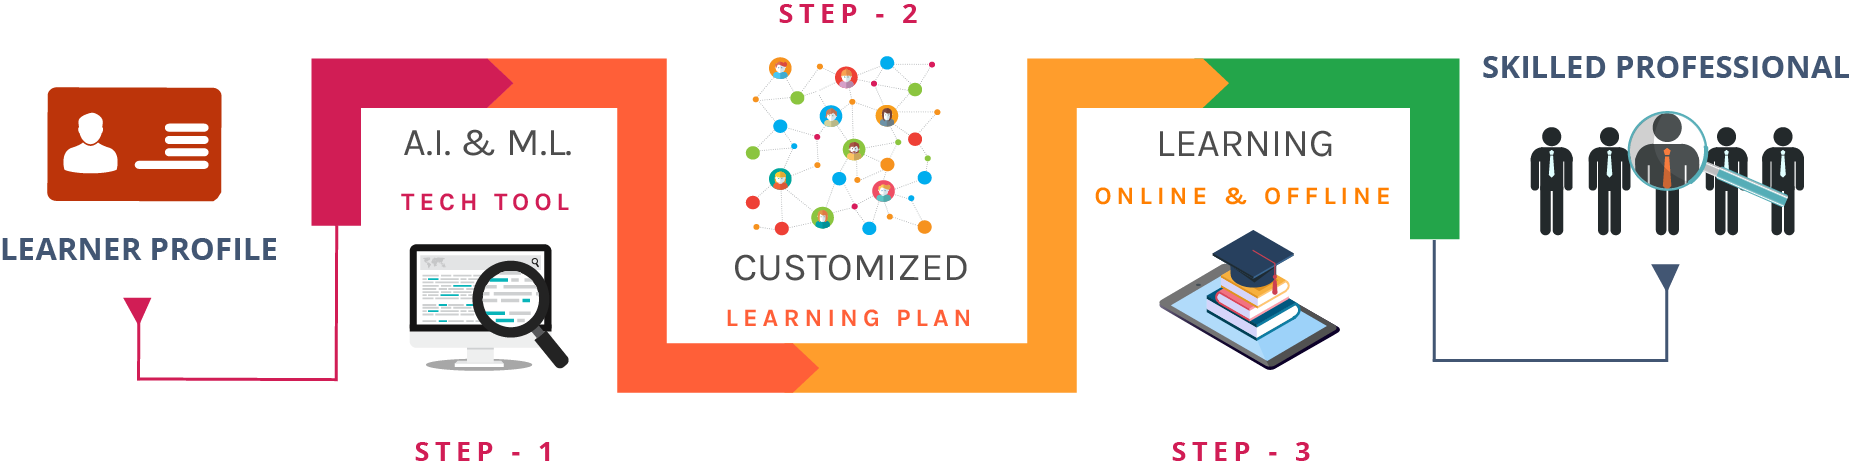 LEARNER PROFILE
A.I. & M.L.
TECH TOOL
STEP - 1
STEP - 2
CUSTOMIZED
LEARNING PLAN
LEARNING
ONLINE & OFFLINE
STEP - 3
SKILLED PROFESSIONAL